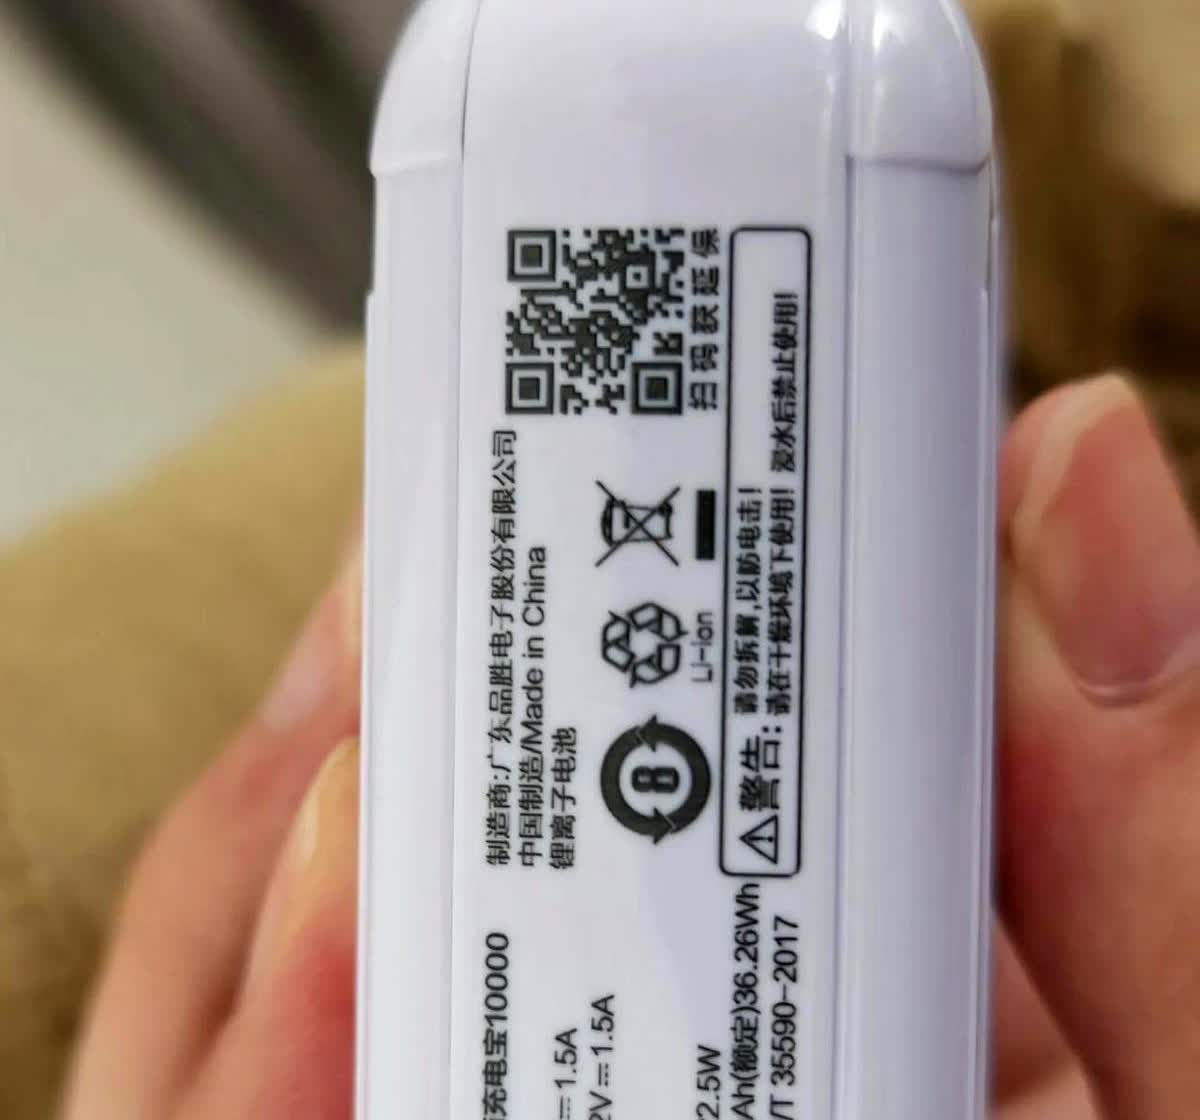 充电宝10000
⎓1.5A
2V⎓1.5A
2.5W
Ah(额定)36.26Wh
/T 35590-2017
制造商:广东品胜电子股份有限公司
中国制造/Made in China
锂离子电池
8
Li-Ion
扫码获延保
⚠警告:
请勿拆解,以防电击!
请在干燥环境下使用! 浸水后禁止使用!